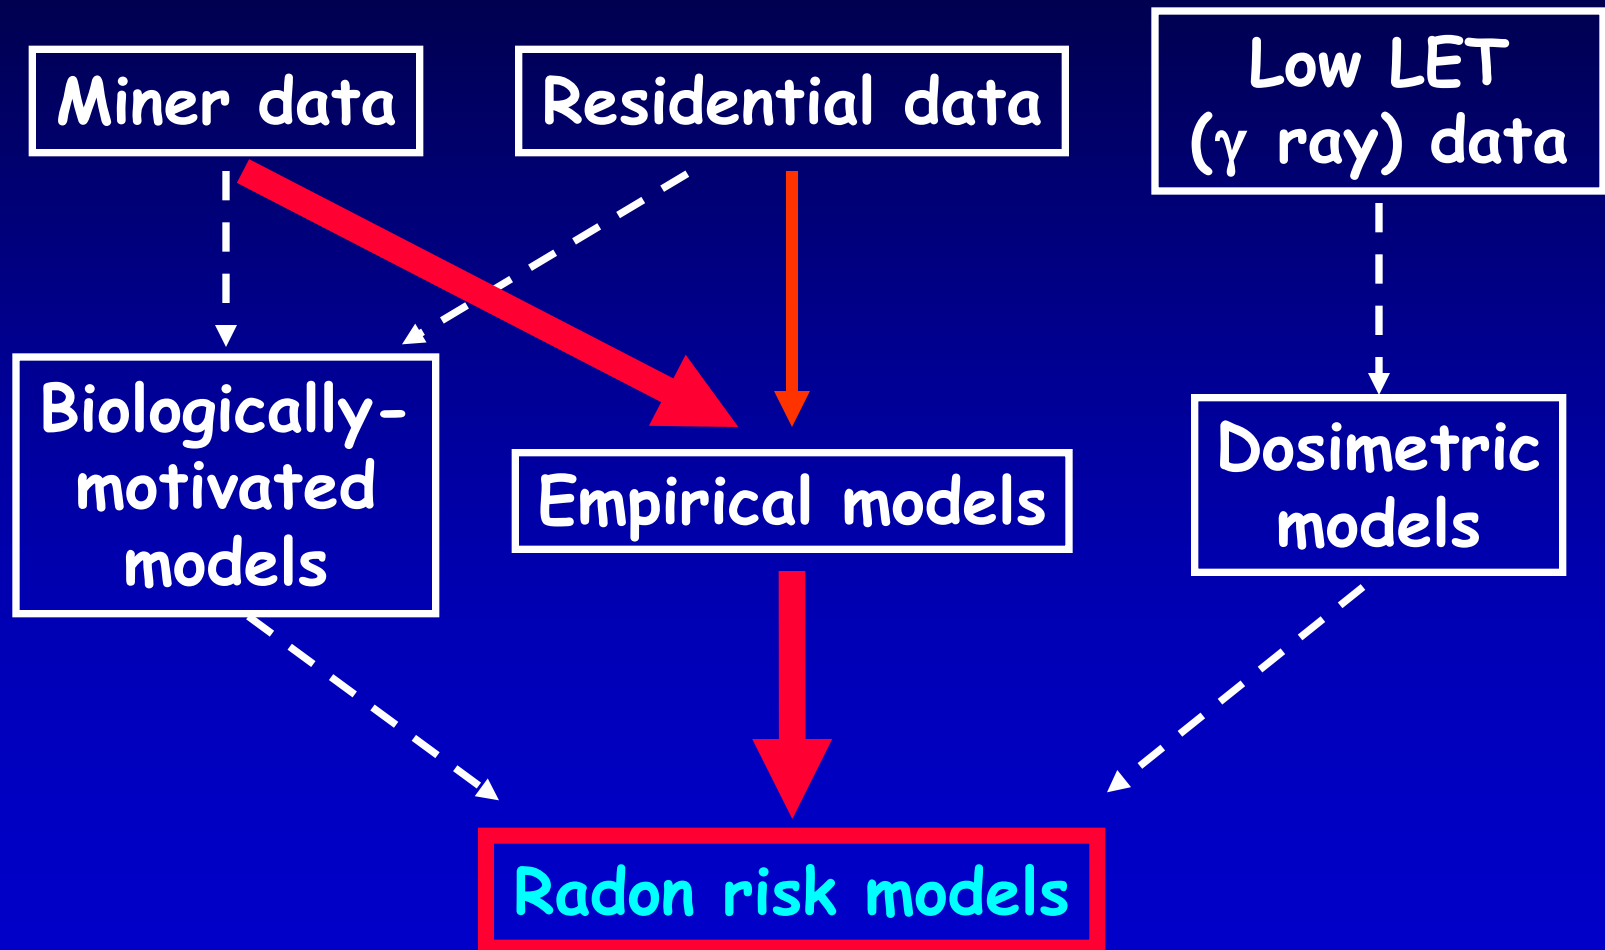 Miner data
Residential data
Low LET
(γ ray) data
Biologically-
motivated
models
Empirical models
Dosimetric
models
Radon risk models